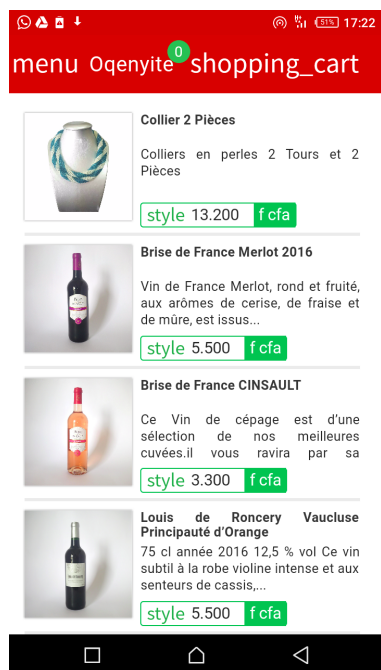 51% 17:22
0
menu Oqenyite shopping_cart
Collier 2 Pièces
Colliers en perles 2 Tours et 2
Pièces
style 13.200 f cfa
Brise de France Merlot 2016
Vin de France Merlot, rond et fruité,
aux arômes de cerise, de fraise et
de mûre, est issus...
style 5.500 f cfa
Brise de France CINSAULT
Ce Vin de cépage est d’une
sélection de nos meilleures
cuvées.il vous ravira par sa
style 3.300 f cfa
Louis de Roncery Vaucluse
Principauté d’Orange
75 cl année 2016 12,5 % vol Ce vin
subtil à la robe violine intense et aux
senteurs de cassis,...
style 5.500 f cfa